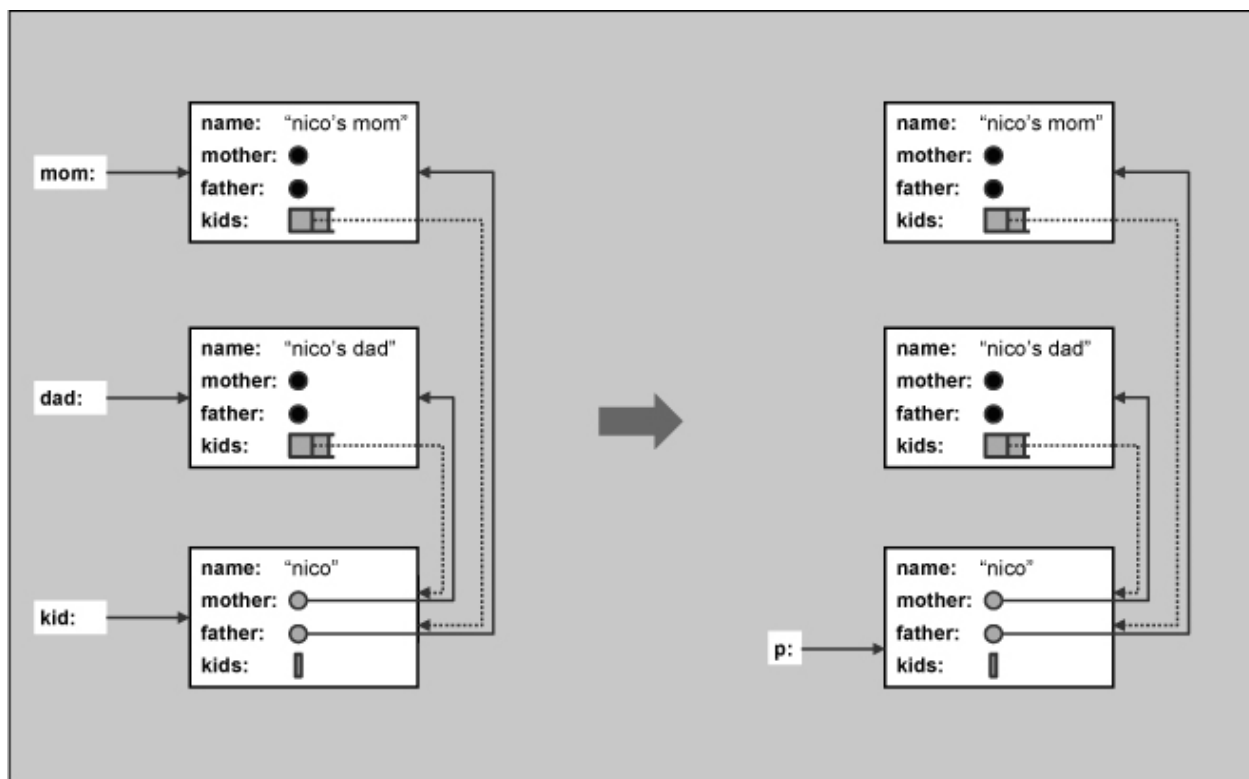 mom:
name: “nico’s mom”
mother:
father:
kids:
dad:
name: “nico’s dad”
mother:
father:
kids:
kid:
name: “nico”
mother:
father:
kids:
name: “nico’s mom”
mother:
father:
kids:
name: “nico’s dad”
mother:
father:
kids:
p:
name: “nico”
mother:
father:
kids: